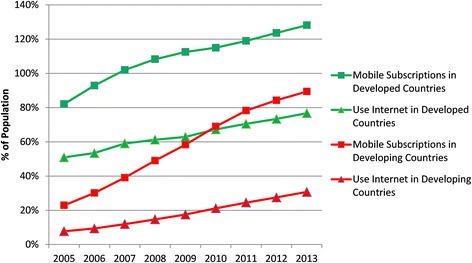 140%
120%
100%
80%
60%
40%
20%
0%
% of Population
2005 2006 2007 2008 2009 2010 2011 2012 2013
Mobile Subscriptions in
Developed Countries
Use Internet in Developed
Countries
Mobile Subscriptions in
Developing Countries
Use Internet in Developing
Countries